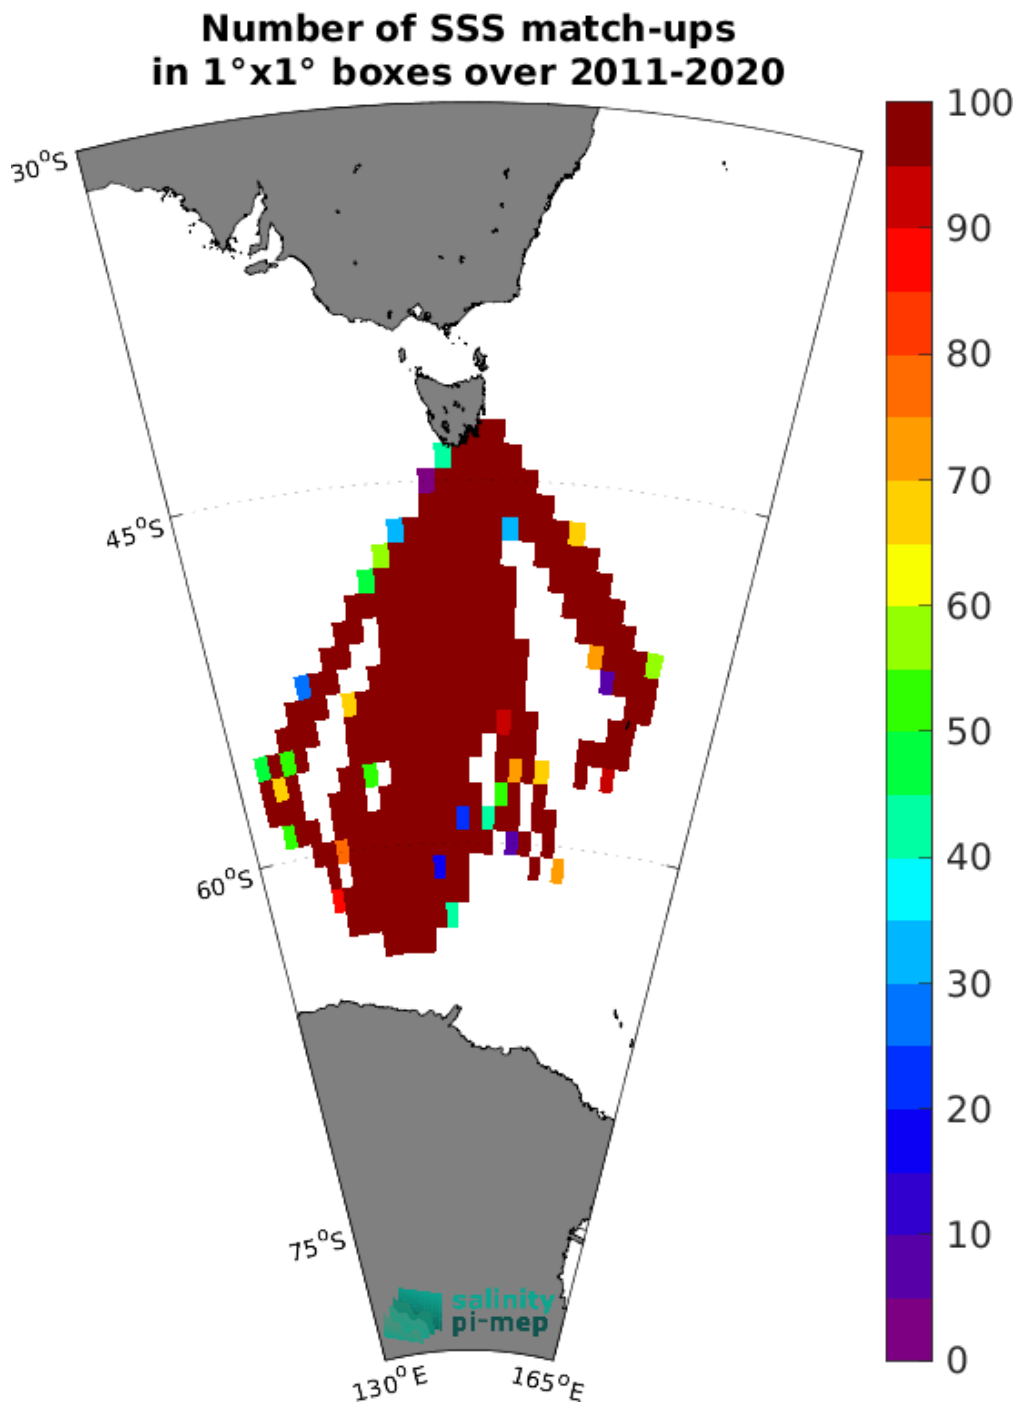 Number of SSS match-ups
in 1°x1° boxes over 2011-2020
100
90
80
70
60
50
40
30
20
10
0
30°S
45°S
60°S
75°S
salinity
pi-mep
130°E
165°E